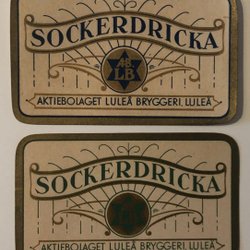 SOCKERDRICKA
AB
LB
AKTIEBOLAGET LULEÅ BRYGGERI, LULEÅ
SOCKERDRICKA
AKTIEBOLAGET LULEÅ BRYGGERI, LULEÅ